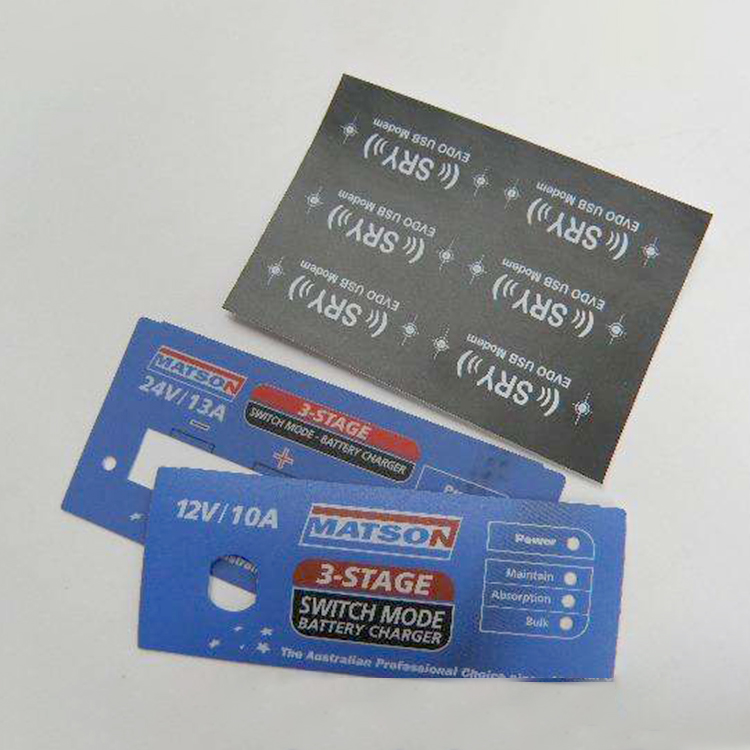 EVDO USB Modem
((SRY))
EVDO USB Modem
((SRY))
EVDO USB Modem
((SRY))
EVDO USB Modem
((SRY))
EVDO USB Modem
((SRY))
EVDO USB Modem
((SRY))
MATSON
24V/13A
3-STAGE
SWITCH MODE - BATTERY CHARGER
−
+
12V/10A
MATSON
3-STAGE
SWITCH MODE
BATTERY CHARGER
Power
Maintain
Absorption
Bulk
The Australian Professional Choice